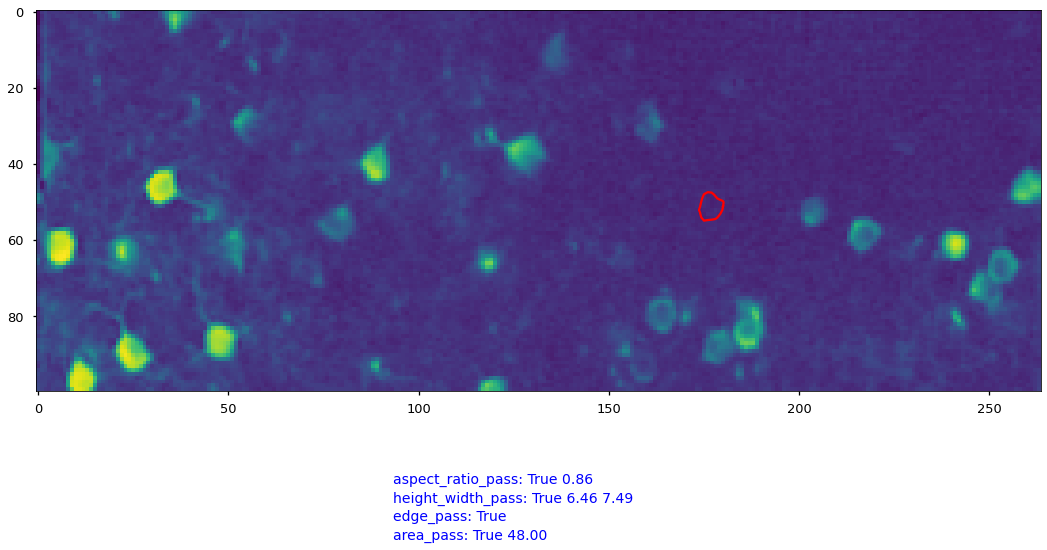 0
20
40
60
80
0 50 100 150 200 250
aspect_ratio_pass: True 0.86
height_width_pass: True 6.46 7.49
edge_pass: True
area_pass: True 48.00